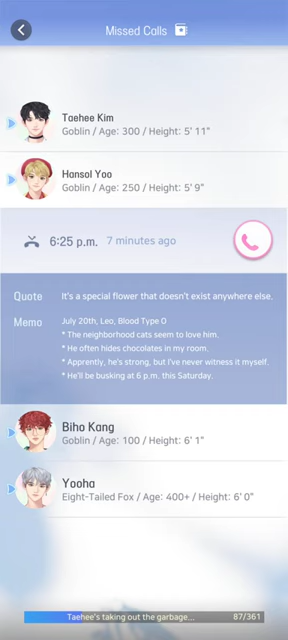 Missed Calls
Taehee Kim
Goblin / Age: 300 / Height: 5' 11"
Hansol Yoo
Goblin / Age: 250 / Height: 5' 9"
6:25 p.m. 7 minutes ago
Quote It's a special flower that doesn't exist anywhere else.
Memo July 20th, Leo, Blood Type O
* The neighborhood cats seem to love him.
* He often hides chocolates in my room.
* Apprently, he's strong, but I've never witness it myself.
* He'll be busking at 6 p.m. this Saturday.
Biho Kang
Goblin / Age: 100 / Height: 6' 1"
Yooha
Eight-Tailed Fox / Age: 400+ / Height: 6' 0"
Taehee's taking out the garbage... 87/361